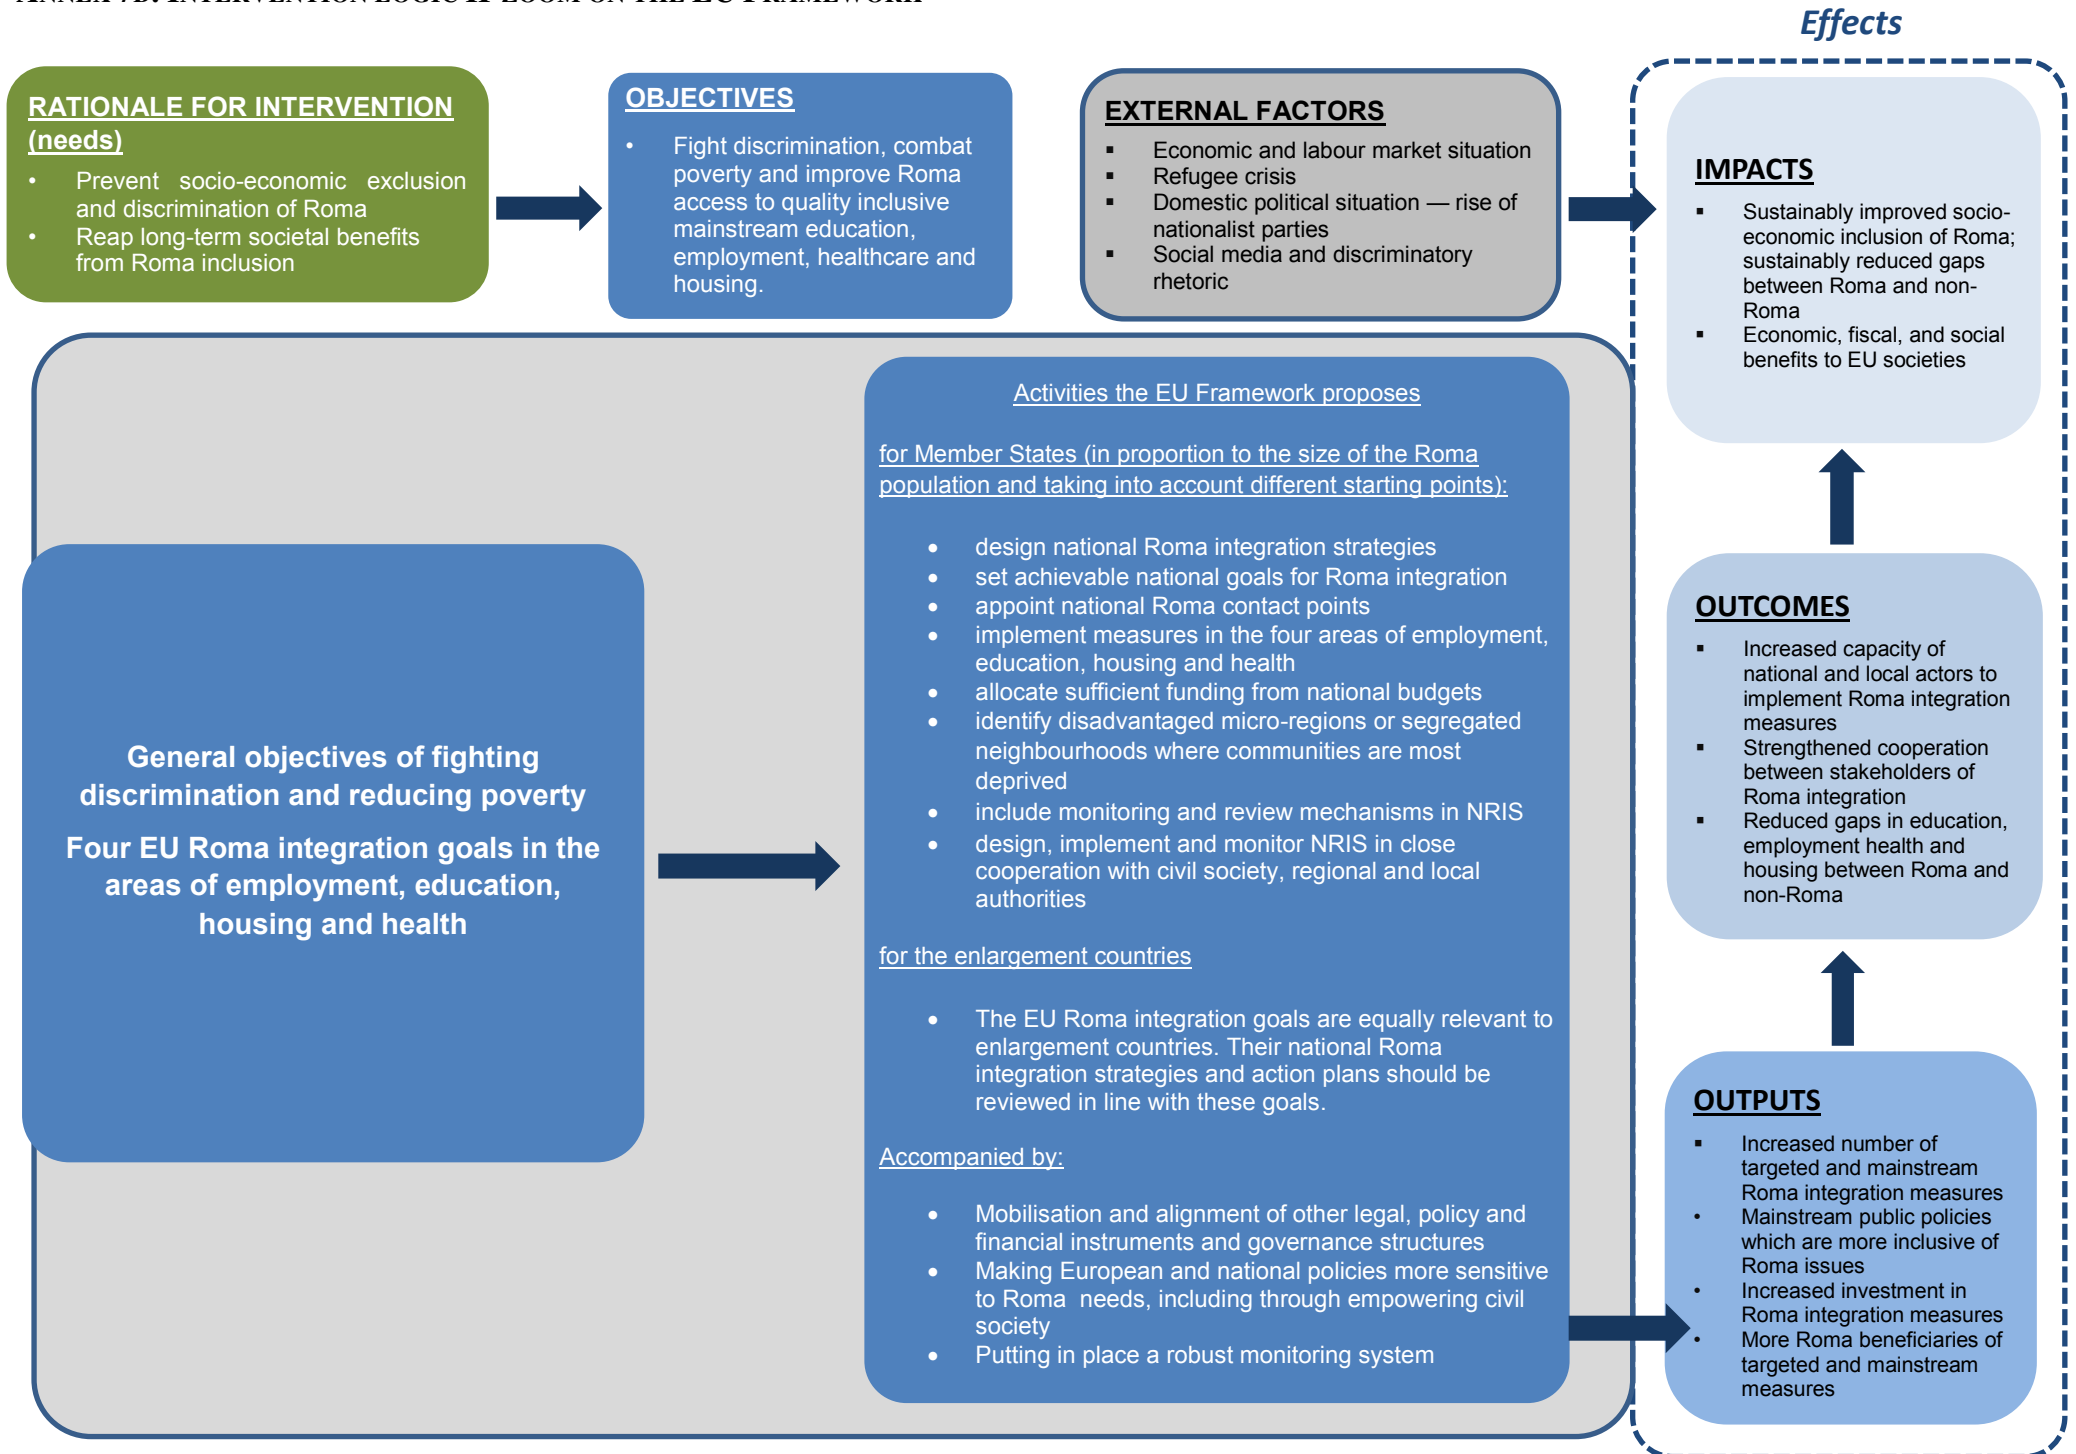 ANNEX 7B: INTERVENTION LOGIC II ZOOM ON THE EU FRAMEWORK
Effects
RATIONALE FOR INTERVENTION
(needs)
• Prevent socio-economic exclusion
and discrimination of Roma
• Reap long-term societal benefits
from Roma inclusion
OBJECTIVES
• Fight discrimination, combat
poverty and improve Roma
access to quality inclusive
mainstream education,
employment, healthcare and
housing.
EXTERNAL FACTORS
▪ Economic and labour market situation
▪ Refugee crisis
▪ Domestic political situation — rise of
nationalist parties
▪ Social media and discriminatory
rhetoric
IMPACTS
▪ Sustainably improved socio-
economic inclusion of Roma;
sustainably reduced gaps
between Roma and non-
Roma
▪ Economic, fiscal, and social
benefits to EU societies
General objectives of fighting
discrimination and reducing poverty
Four EU Roma integration goals in the
areas of employment, education,
housing and health
Activities the EU Framework proposes
for Member States (in proportion to the size of the Roma
population and taking into account different starting points):
• design national Roma integration strategies
• set achievable national goals for Roma integration
• appoint national Roma contact points
• implement measures in the four areas of employment,
education, housing and health
• allocate sufficient funding from national budgets
• identify disadvantaged micro-regions or segregated
neighbourhoods where communities are most
deprived
• include monitoring and review mechanisms in NRIS
• design, implement and monitor NRIS in close
cooperation with civil society, regional and local
authorities
for the enlargement countries
• The EU Roma integration goals are equally relevant to
enlargement countries. Their national Roma
integration strategies and action plans should be
reviewed in line with these goals.
Accompanied by:
• Mobilisation and alignment of other legal, policy and
financial instruments and governance structures
• Making European and national policies more sensitive
to Roma needs, including through empowering civil
society
• Putting in place a robust monitoring system
OUTCOMES
▪ Increased capacity of
national and local actors to
implement Roma integration
measures
▪ Strengthened cooperation
between stakeholders of
Roma integration
▪ Reduced gaps in education,
employment health and
housing between Roma and
non-Roma
OUTPUTS
▪ Increased number of
targeted and mainstream
Roma integration measures
• Mainstream public policies
which are more inclusive of
Roma issues
• Increased investment in
Roma integration measures
• More Roma beneficiaries of
targeted and mainstream
measures